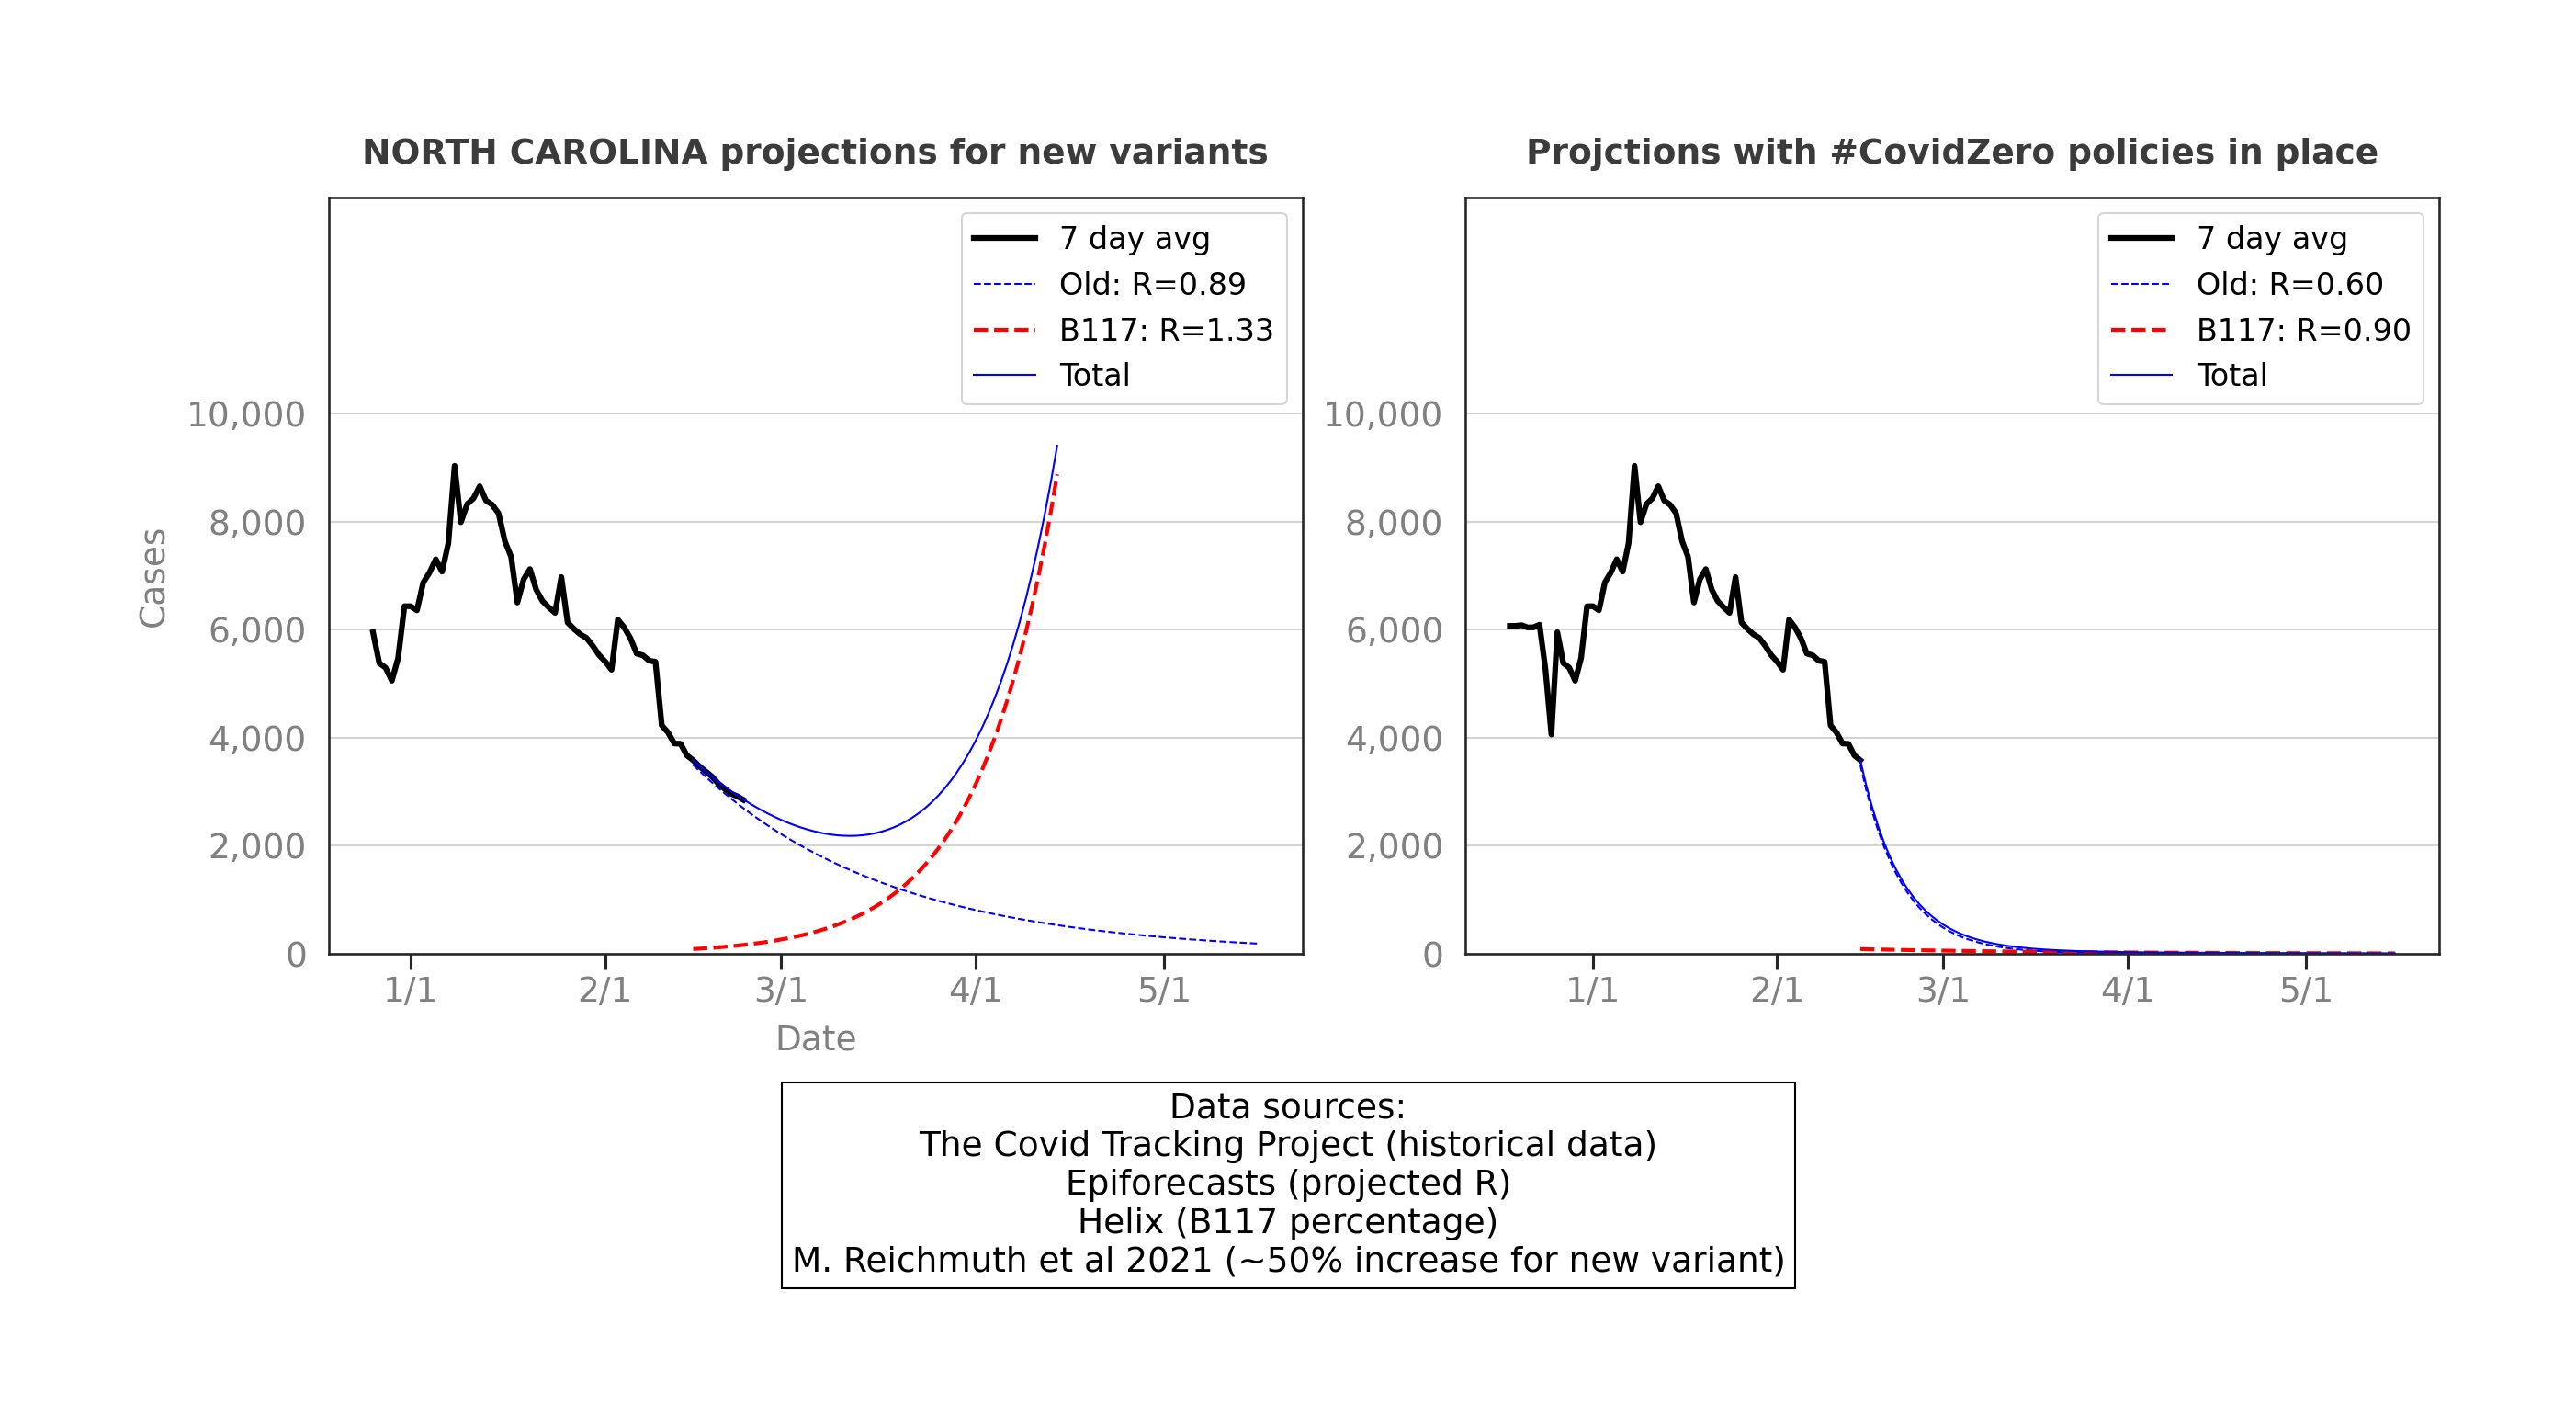 NORTH CAROLINA projections for new variants
7 day avg
Old: R=0.89
B117: R=1.33
Total
10,000
8,000
6,000
4,000
2,000
0
Cases
1/1
2/1
3/1
4/1
5/1
Date
Projctions with #CovidZero policies in place
7 day avg
Old: R=0.60
B117: R=0.90
Total
10,000
8,000
6,000
4,000
2,000
0
1/1
2/1
3/1
4/1
5/1
Data sources:
The Covid Tracking Project (historical data)
Epiforecasts (projected R)
Helix (B117 percentage)
M. Reichmuth et al 2021 (~50% increase for new variant)